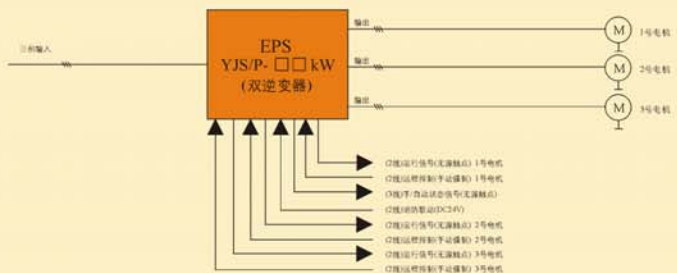 三相输入
EPS
YJS/P- □□ kW
(双逆变器)
输出
M
1号电机
输出
M
2号电机
输出
M
3号电机
(2线)运行信号(无源触点) 1号电机
(2线)远程控制(手动强制) 1号电机
(3线)手/自动状态信号(无源触点)
(2线)消防联动(DC24V)
(2线)运行信号(无源触点) 2号电机
(2线)远程控制(手动强制) 2号电机
(2线)运行信号(无源触点) 3号电机
(2线)远程控制(手动强制) 3号电机